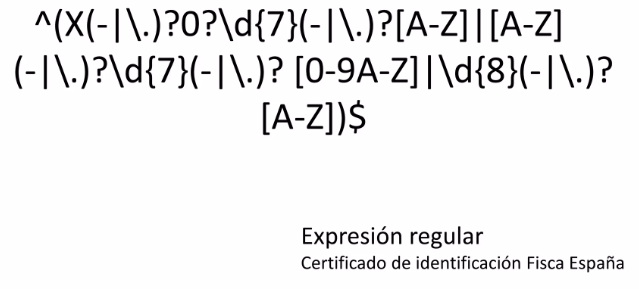 ^(X(-|\.)?0?\d{7}(-|\.)?[A-Z]|[A-Z]
(-|\.)?\d{7}(-|\.)? [0-9A-Z]|\d{8}(-|\.)?
[A-Z])$
Expresión regular
Certificado de identificación Fisca España